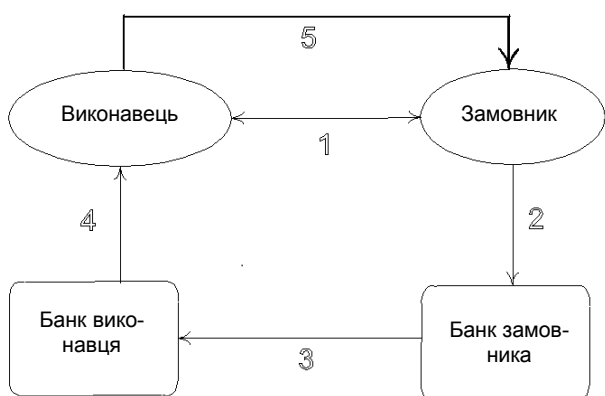 5
Виконавець
Замовник
1
4
2
Банк вико-
навця
Банк замов-
ника
3